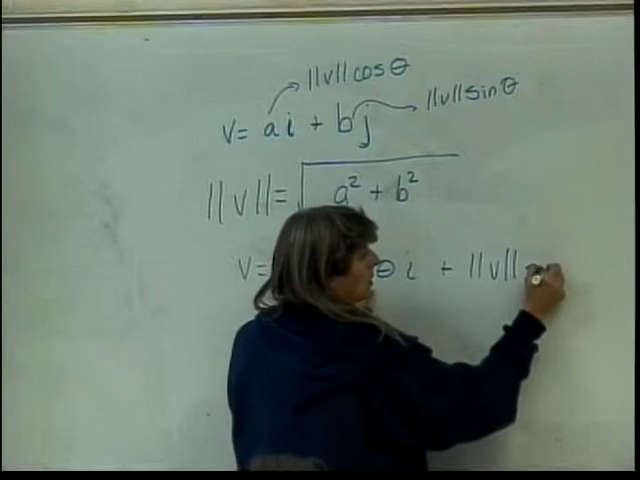 ||v|| cos θ
||v|| sin θ
v = ai + bj
||v|| = √a² + b²
v = θ i + ||v||